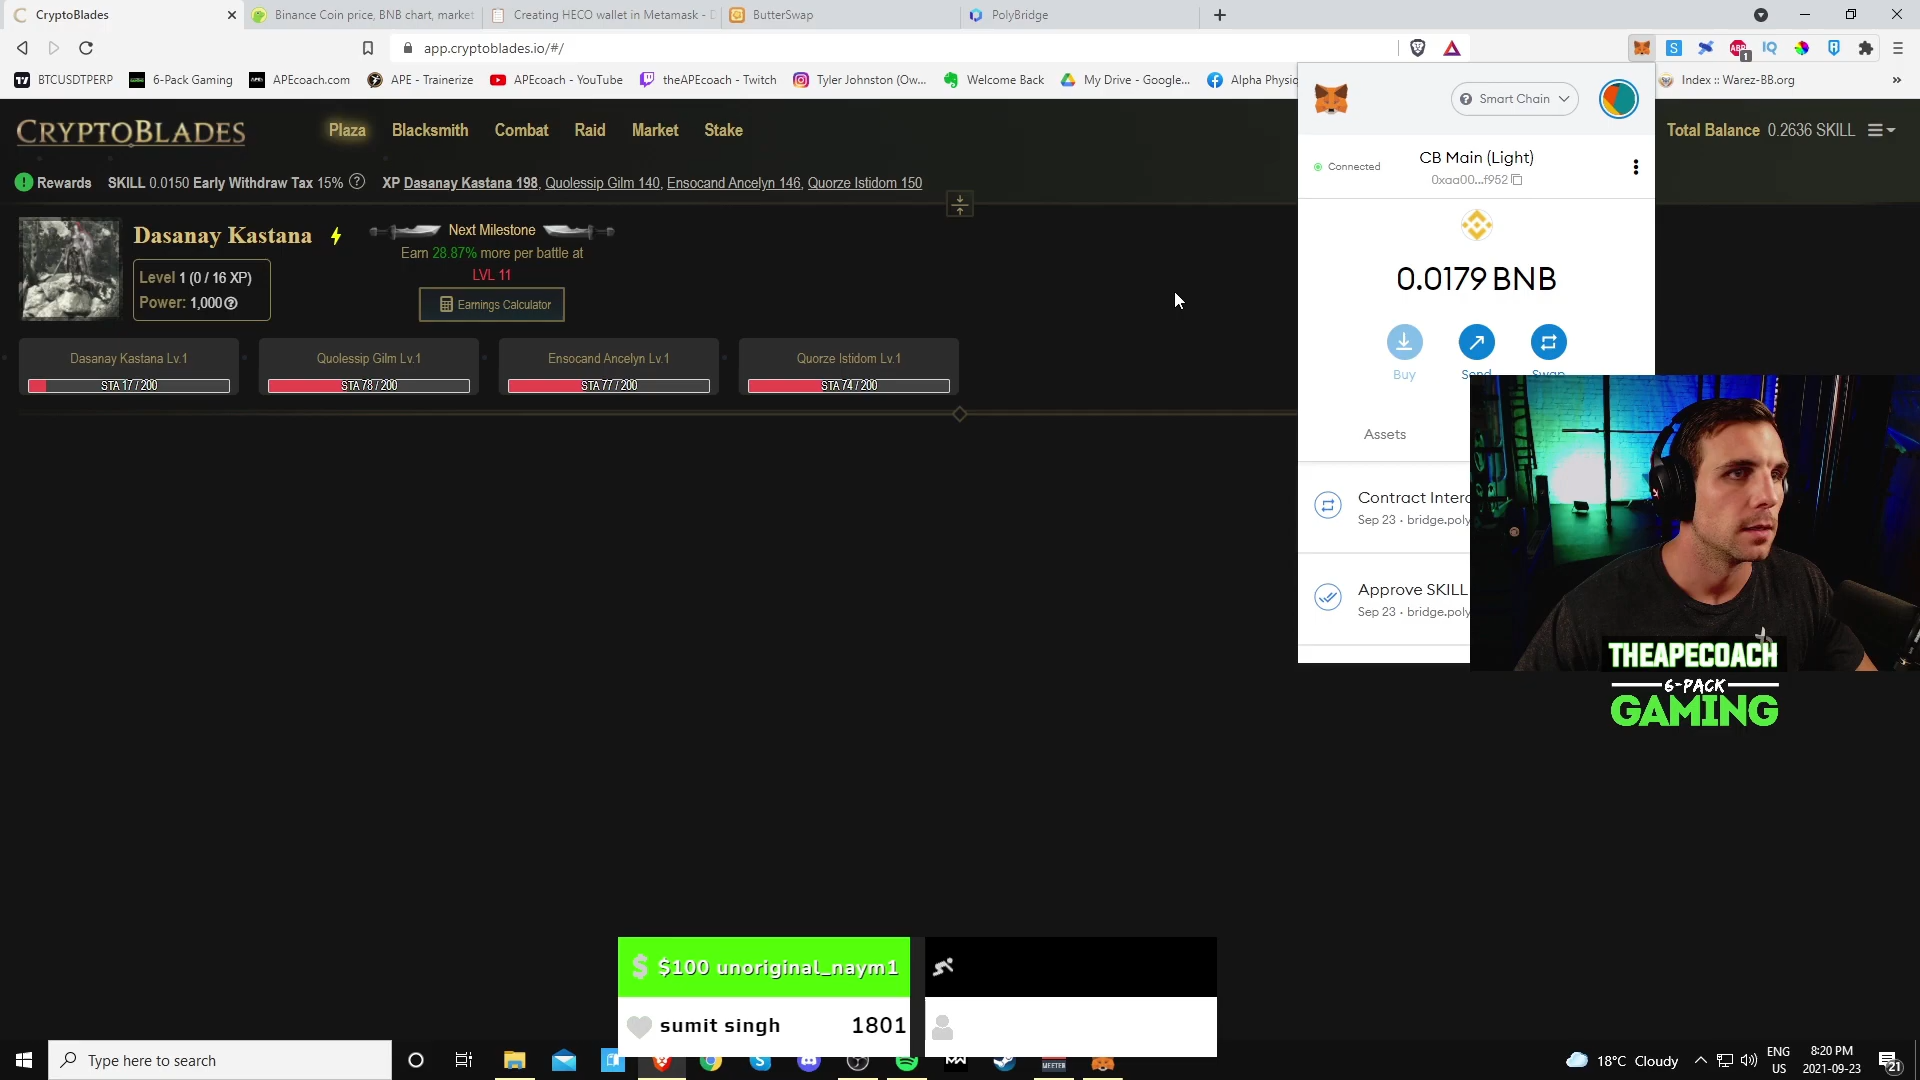 CryptoBlades
Binance Coin price, BNB chart, market
Creating HECO wallet in Metamask - D
ButterSwap
PolyBridge
app.cryptoblades.io/#/
BTCUSDTPERP
6-Pack Gaming
APEcoach.com
APE - Trainerize
APEcoach - YouTube
theAPEcoach - Twitch
Tyler Johnston (Ow...
Welcome Back
My Drive - Google...
Alpha Physiq
Index :: Warez-BB.org
CRYPTOBLADES
Plaza
Blacksmith
Combat
Raid
Market
Stake
Total Balance 0.2636 SKILL
Rewards SKILL 0.0150 Early Withdraw Tax 15% XP Dasanay Kastana 198, Quolessip Gilm 140, Ensocand Ancelyn 146, Quorze Istidom 150
Dasanay Kastana
Level 1 (0 / 16 XP)
Power: 1,000
Next Milestone
Earn 28.87% more per battle at
LVL 11
Earnings Calculator
Dasanay Kastana Lv.1
STA 17 / 200
Quolessip Gilm Lv.1
STA 78 / 200
Ensocand Ancelyn Lv.1
STA 77 / 200
Quorze Istidom Lv.1
STA 74 / 200
Smart Chain
Connected
CB Main (Light)
0xaa00...f952
0.0179 BNB
Buy
Send
Swap
Assets
Contract Interc
Sep 23 · bridge.poly
Approve SKILL
Sep 23 · bridge.poly
THEAPECOACH
6-PACK
GAMING
$100 unoriginal_naym1
sumit singh 1801
Type here to search
18°C Cloudy
ENG
US
8:20 PM
2021-09-23
21